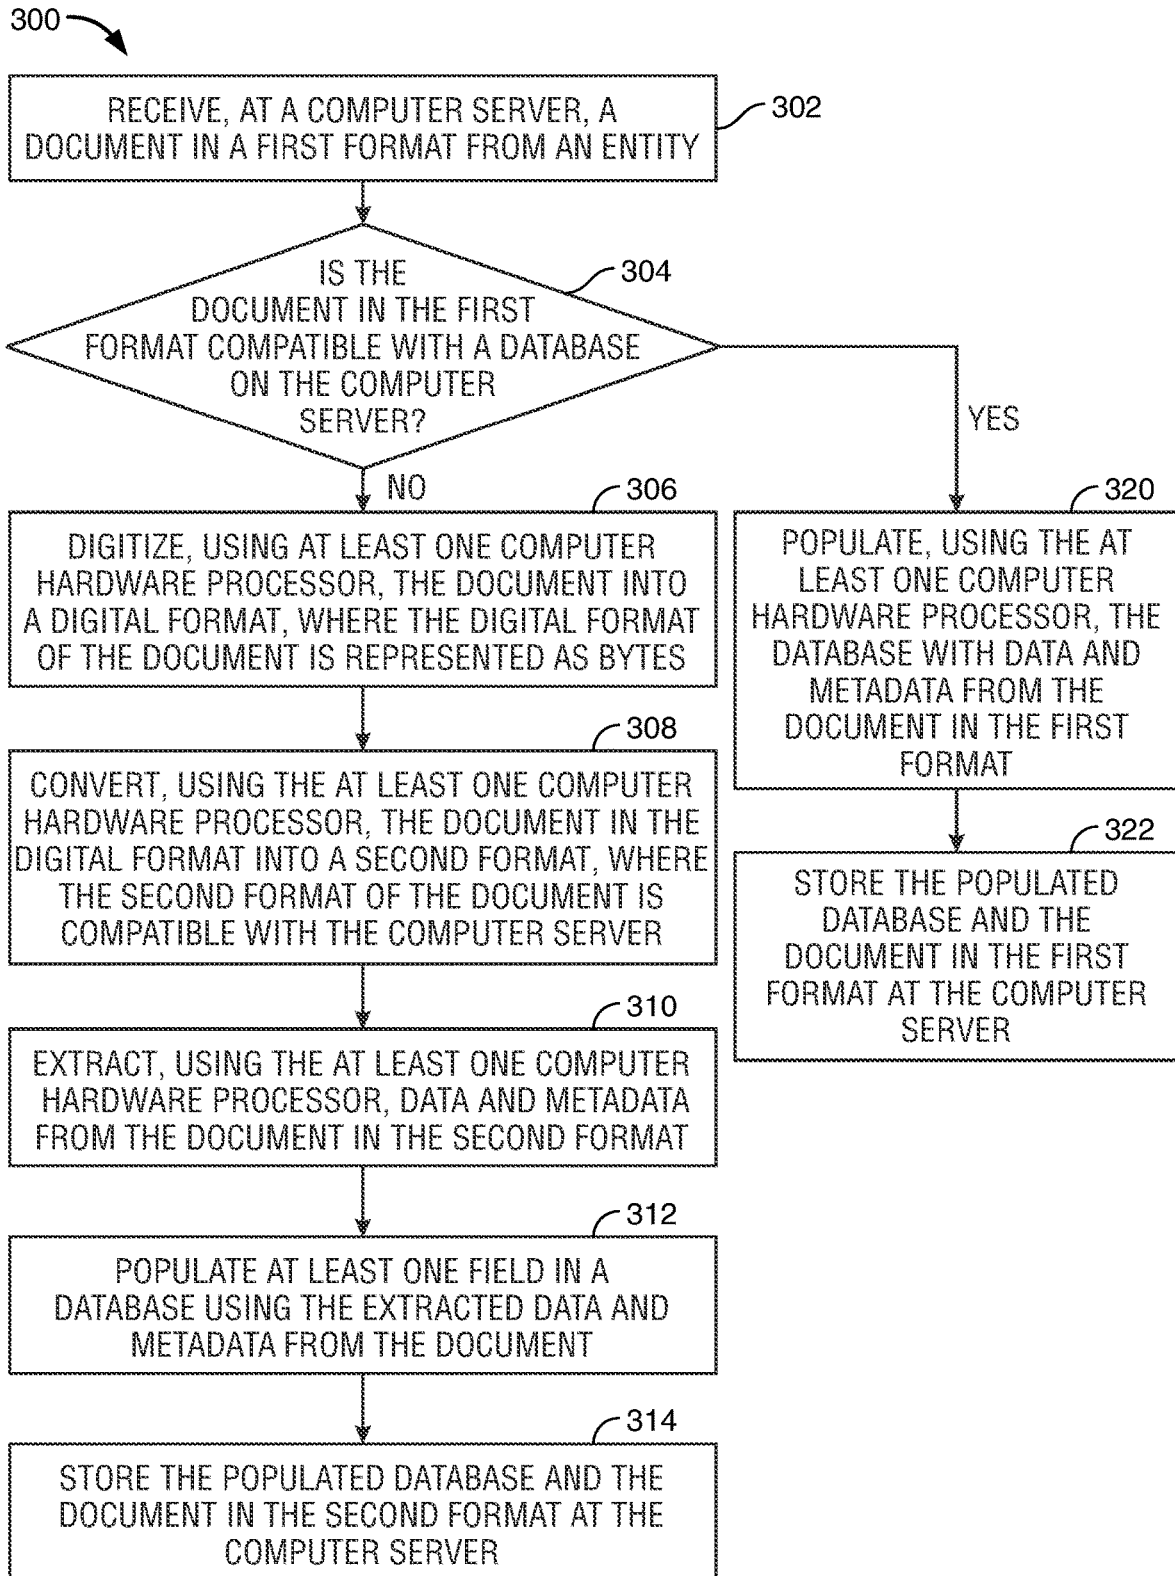 300
RECEIVE, AT A COMPUTER SERVER, A
DOCUMENT IN A FIRST FORMAT FROM AN ENTITY
302
IS THE
DOCUMENT IN THE FIRST
FORMAT COMPATIBLE WITH A DATABASE
ON THE COMPUTER
SERVER?
304
YES
NO
306
DIGITIZE, USING AT LEAST ONE COMPUTER
HARDWARE PROCESSOR, THE DOCUMENT INTO
A DIGITAL FORMAT, WHERE THE DIGITAL FORMAT
OF THE DOCUMENT IS REPRESENTED AS BYTES
308
CONVERT, USING THE AT LEAST ONE COMPUTER
HARDWARE PROCESSOR, THE DOCUMENT IN THE
DIGITAL FORMAT INTO A SECOND FORMAT, WHERE
THE SECOND FORMAT OF THE DOCUMENT IS
COMPATIBLE WITH THE COMPUTER SERVER
310
EXTRACT, USING THE AT LEAST ONE COMPUTER
HARDWARE PROCESSOR, DATA AND METADATA
FROM THE DOCUMENT IN THE SECOND FORMAT
312
POPULATE AT LEAST ONE FIELD IN A
DATABASE USING THE EXTRACTED DATA AND
METADATA FROM THE DOCUMENT
314
STORE THE POPULATED DATABASE AND THE
DOCUMENT IN THE SECOND FORMAT AT THE
COMPUTER SERVER
320
POPULATE, USING THE AT
LEAST ONE COMPUTER
HARDWARE PROCESSOR, THE
DATABASE WITH DATA AND
METADATA FROM THE
DOCUMENT IN THE FIRST
FORMAT
322
STORE THE POPULATED
DATABASE AND THE
DOCUMENT IN THE FIRST
FORMAT AT THE COMPUTER
SERVER